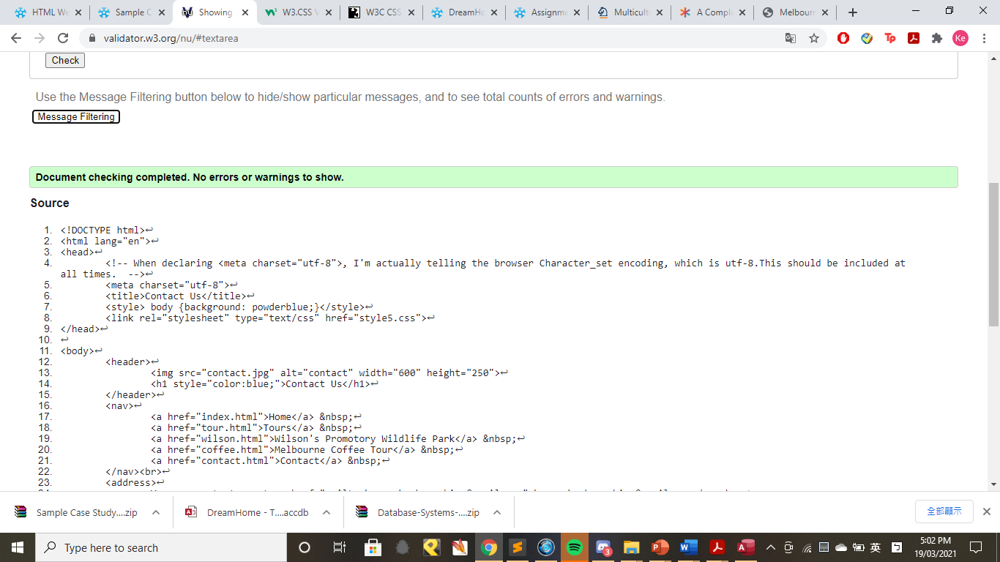 HTML We
Sample C
Showing
W3.CSS V
W3C CSS
DreamHo
Assignme
Multicult
A Comple
Melbourn
validator.w3.org/nu/#textarea
Tp
Ke
Check
Use the Message Filtering button below to hide/show particular messages, and to see total counts of errors and warnings.
Message Filtering
Document checking completed. No errors or warnings to show.
Source
1. <!DOCTYPE html>↩
2. <html lang="en">↩
3. <head>↩
4. <!-- When declaring <meta charset="utf-8">, I'm actually telling the browser Character_set encoding, which is utf-8.This should be included at
all times.  -->↩
5. <meta charset="utf-8">↩
6. <title>Contact Us</title>↩
7. <style> body {background: powderblue;}</style>↩
8. <link rel="stylesheet" type="text/css" href="style5.css">↩
9. </head>↩
10. ↩
11. <body>↩
12. <header>↩
13. <img src="contact.jpg" alt="contact" width="600" height="250">↩
14. <h1 style="color:blue;">Contact Us</h1>↩
15. </header>↩
16. <nav>↩
17. <a href="index.html">Home</a> &nbsp;↩
18. <a href="tour.html">Tours</a> &nbsp;↩
19. <a href="wilson.html">Wilson's Promotory Wildlife Park</a> &nbsp;↩
20. <a href="coffee.html">Melbourne Coffee Tour</a> &nbsp;↩
21. <a href="contact.html">Contact</a> &nbsp;↩
22. </nav><br>↩
23. <address>↩
Sample Case Study....zip
DreamHome - T....accdb
Database-Systems-....zip
全部顯示
Type here to search
3
英
5:02 PM
19/03/2021